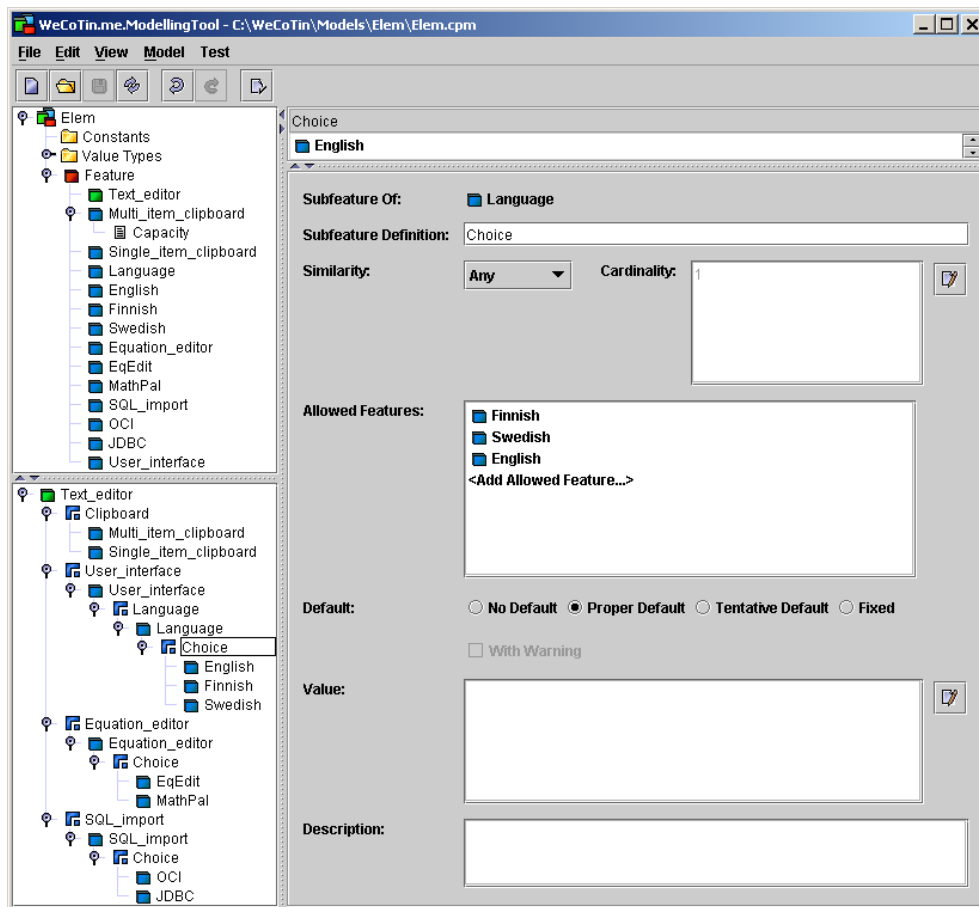 WeCoTin.me.ModellingTool - C:\WeCoTin\Models\Elem\Elem.cpm
File Edit View Model Test
Elem
Constants
Value Types
Feature
Text_editor
Multi_item_clipboard
Capacity
Single_item_clipboard
Language
English
Finnish
Swedish
Equation_editor
EqEdit
MathPal
SQL_import
OCI
JDBC
User_interface
Text_editor
Clipboard
Multi_item_clipboard
Single_item_clipboard
User_interface
User_interface
Language
Language
Choice
English
Finnish
Swedish
Equation_editor
Equation_editor
Choice
EqEdit
MathPal
SQL_import
SQL_import
Choice
OCI
JDBC
Choice
English
Subfeature Of: Language
Subfeature Definition: Choice
Similarity: Any Cardinality: 1
Allowed Features: Finnish
Swedish
English
<Add Allowed Feature...>
Default: No Default Proper Default Tentative Default Fixed
With Warning
Value:
Description: